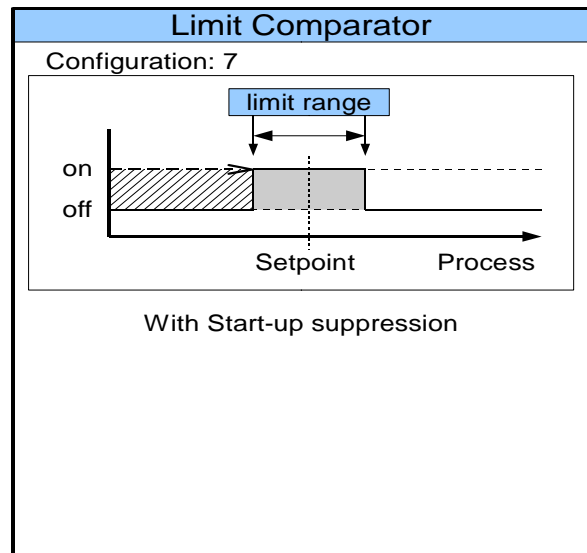 Limit Comparator
Configuration: 7
limit range
on
off
Setpoint
Process
With Start-up suppression